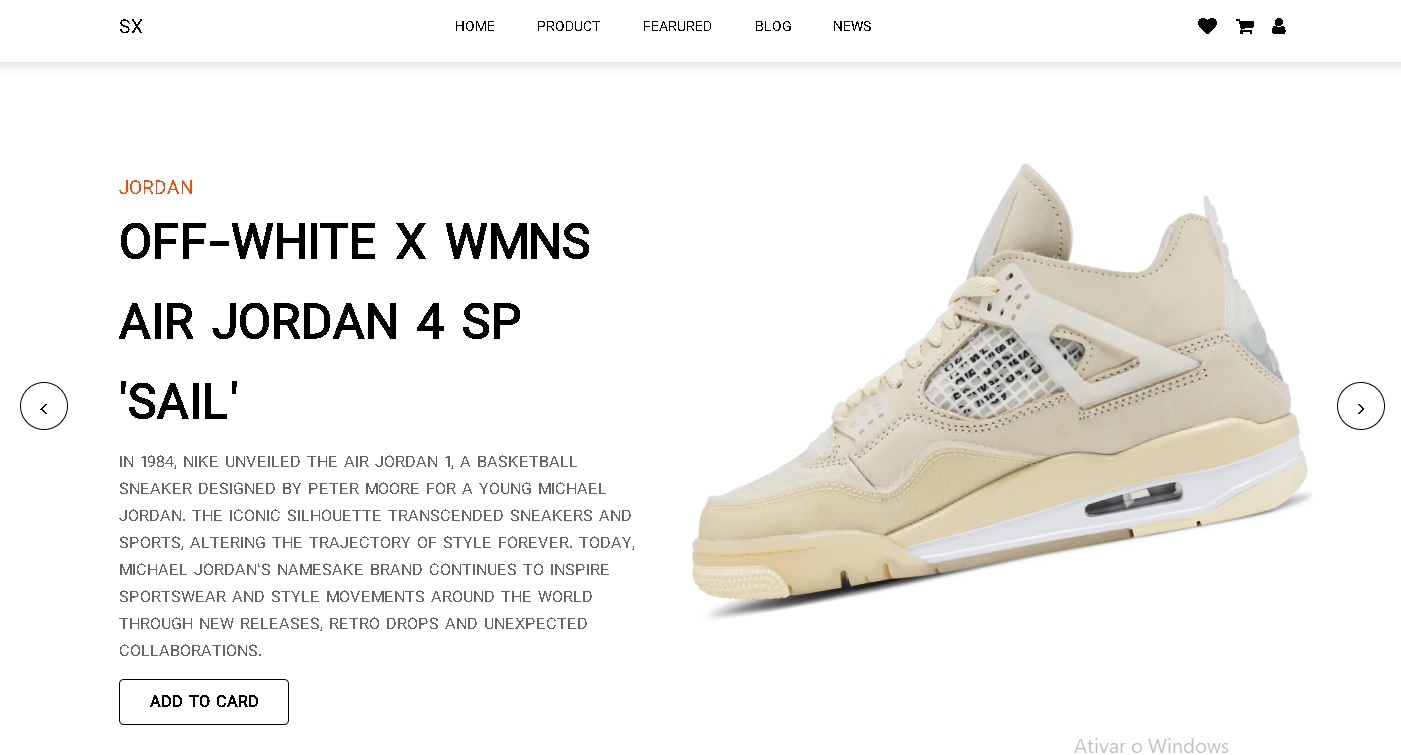 SX
HOME PRODUCT FEARURED BLOG NEWS
JORDAN
OFF-WHITE X WMNS
AIR JORDAN 4 SP
'SAIL'
IN 1984, NIKE UNVEILED THE AIR JORDAN 1, A BASKETBALL
SNEAKER DESIGNED BY PETER MOORE FOR A YOUNG MICHAEL
JORDAN. THE ICONIC SILHOUETTE TRANSCENDED SNEAKERS AND
SPORTS, ALTERING THE TRAJECTORY OF STYLE FOREVER. TODAY,
MICHAEL JORDAN'S NAMESAKE BRAND CONTINUES TO INSPIRE
SPORTSWEAR AND STYLE MOVEMENTS AROUND THE WORLD
THROUGH NEW RELEASES, RETRO DROPS AND UNEXPECTED
COLLABORATIONS.
ADD TO CARD
Ativar o Windows